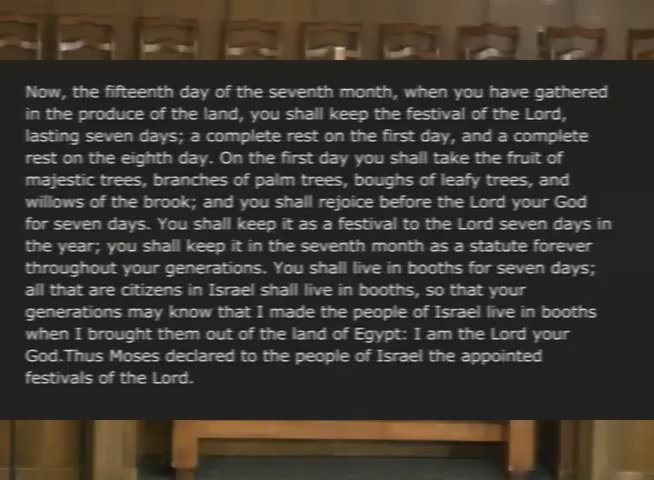 Now, the fifteenth day of the seventh month, when you have gathered
in the produce of the land, you shall keep the festival of the Lord,
lasting seven days; a complete rest on the first day, and a complete
rest on the eighth day. On the first day you shall take the fruit of
majestic trees, branches of palm trees, boughs of leafy trees, and
willows of the brook; and you shall rejoice before the Lord your God
for seven days. You shall keep it as a festival to the Lord seven days in
the year; you shall keep it in the seventh month as a statute forever
throughout your generations. You shall live in booths for seven days;
all that are citizens in Israel shall live in booths, so that your
generations may know that I made the people of Israel live in booths
when I brought them out of the land of Egypt: I am the Lord your
God.Thus Moses declared to the people of Israel the appointed
festivals of the Lord.